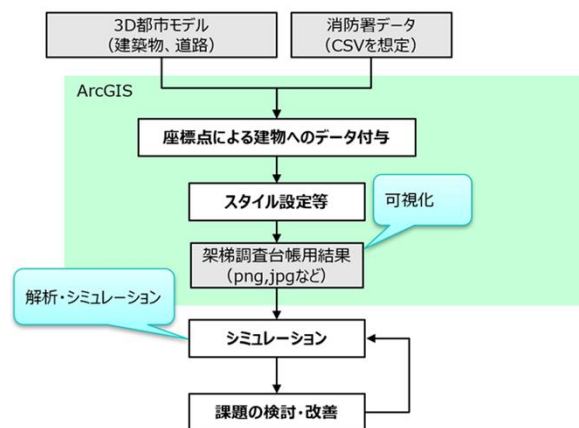 3D都市モデル
（建築物、道路）
消防署データ
（CSVを想定）
ArcGIS
座標点による建物へのデータ付与
スタイル設定等
可視化
架梯調査台帳用結果
（png,jpgなど）
解析・シミュレーション
シミュレーション
課題の検討・改善